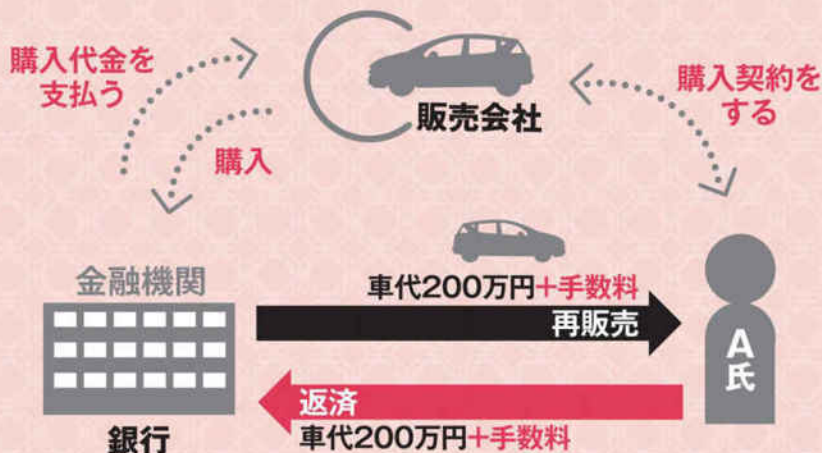 購入代金を
支払う
購入
販売会社
購入契約を
する
金融機関
銀行
車代200万円+手数料
再販売
返済
車代200万円+手数料
A氏